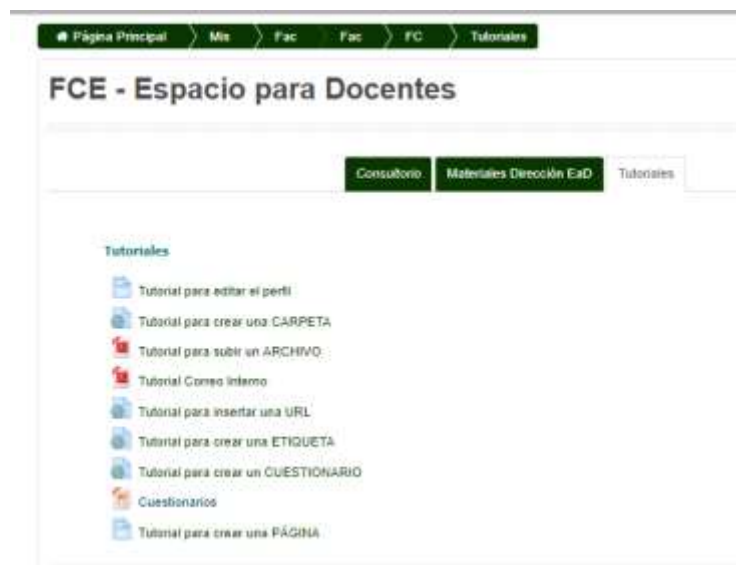 Página Principal Mis Fac Fac FC Tutoriales
FCE - Espacio para Docentes
Consultorio Materiales Dirección EaD Tutoriales
Tutoriales
Tutorial para editar el perfil
Tutorial para crear una CARPETA
Tutorial para subir un ARCHIVO
Tutorial Correo Interno
Tutorial para insertar una URL
Tutorial para crear una ETIQUETA
Tutorial para crear un CUESTIONARIO
Cuestionarios
Tutorial para crear una PÁGINA